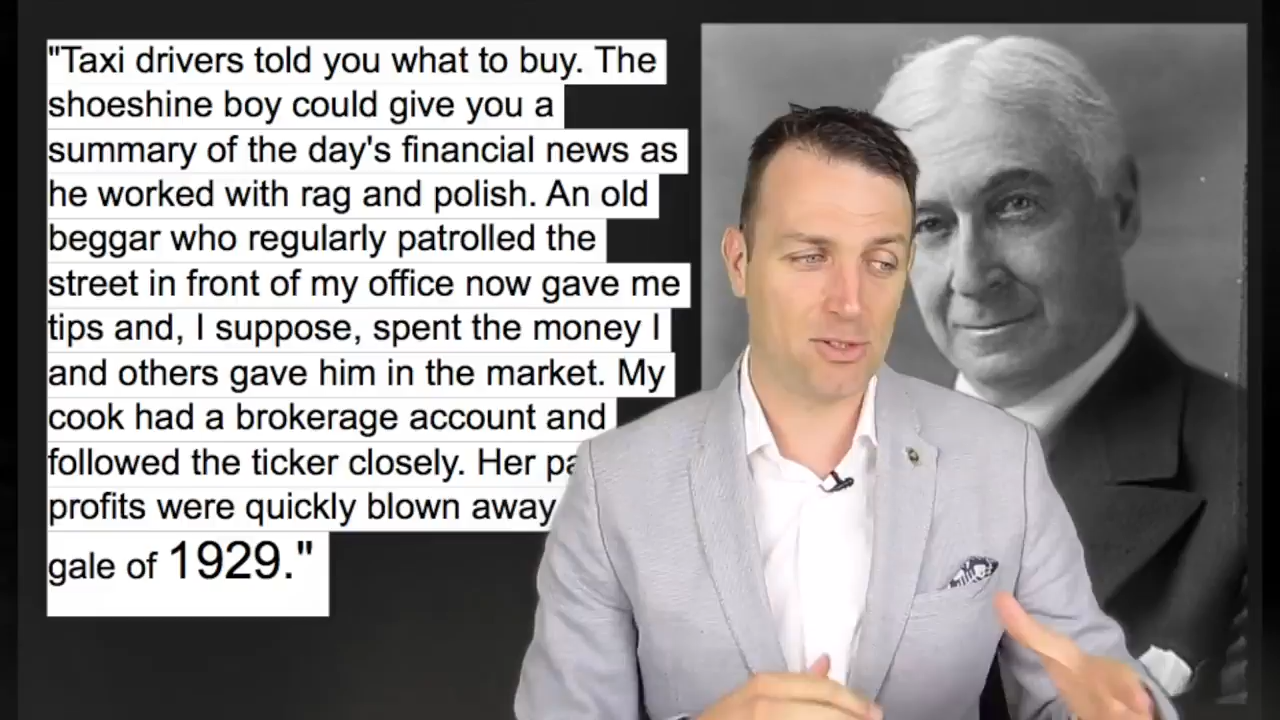 "Taxi drivers told you what to buy. The
shoeshine boy could give you a
summary of the day's financial news as
he worked with rag and polish. An old
beggar who regularly patrolled the
street in front of my office now gave me
tips and, I suppose, spent the money I
and others gave him in the market. My
cook had a brokerage account and
followed the ticker closely. Her
profits were quickly blown away
gale of 1929."